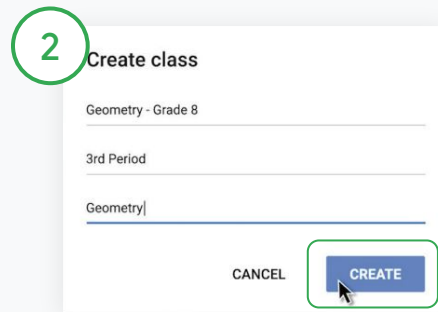 2
Create class
Geometry - Grade 8
3rd Period
Geometry
CANCEL CREATE